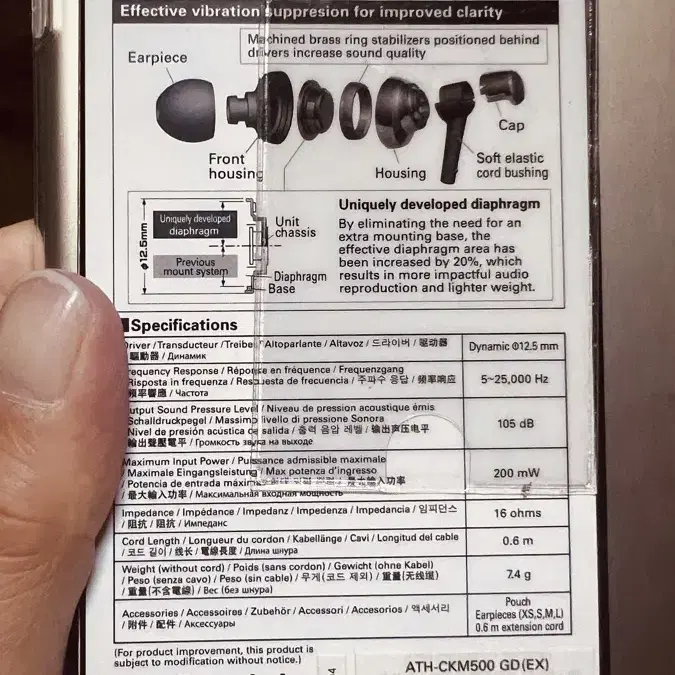 Effective vibration suppresion for improved clarity
Machined brass ring stabilizers positioned behind
drivers increase sound quality
Earpiece
Cap
Front
housing
Housing
Soft elastic
cord bushing
Φ12.5mm
Uniquely developed
diaphragm
Previous
mount system
Unit
chassis
Diaphragm
Base
Uniquely developed diaphragm
By eliminating the need for an
extra mounting base, the
effective diaphragm area has
been increased by 20%, which
results in more impactful audio
reproduction and lighter weight.
Specifications
Driver / Transducteur / Treiber / Altoparlante / Altavoz / 드라이버 / 驱动器
/ 驅動器 / Динамик
Dynamic Φ12.5 mm
Frequency Response / Réponse en fréquence / Frequenzgang
/ Risposta in frequenza / Respuesta de frecuencia / 주파수 응답 / 频率响应
/ 頻率響應 / Частота
5~25,000 Hz
Output Sound Pressure Level / Niveau de pression acoustique émis
/ Schalldruckpegel / Massimo livello di pressione Sonora
/ Nivel de presión acústica de salida / 출력 음압 레벨 / 输出声压电平
/ 輸出聲壓電平 / Громкость звука на выходе
105 dB
Maximum Input Power / Puissance admissible maximale
/ Maximale Eingangsleistung / Max potenza d'ingresso
/ Potencia de entrada máxima
/ 最大輸入功率 / Максимальная входная мощность
200 mW
Impedance / Impédance / Impedanz / Impedenza / Impedancia / 임피던스
/ 阻抗 / 阻抗 / Импеданс
16 ohms
Cord Length / Longueur du cordon / Kabellänge / Cavi / Longitud del cable
/ 코드 길이 / 线长 / 電線長度 / Длина шнура
0.6 m
Weight (without cord) / Poids (sans cordon) / Gewicht (ohne Kabel)
/ Peso (senza cavo) / Peso (sin cable) / 무게(코드 제외) / 重量(无线缆)
/ 重量(不含電線) / Вес (без шнура)
7.4 g
Accessories / Accessoires / Zubehör / Accessori / Accesorios / 액세서리
/ 附件 / 配件 / Аксессуары
Pouch
Earpieces (XS,S,M,L)
0.6 m extension cord
(For product improvement, this product is
subject to modification without notice.)
ATH-CKM500 GD(EX)